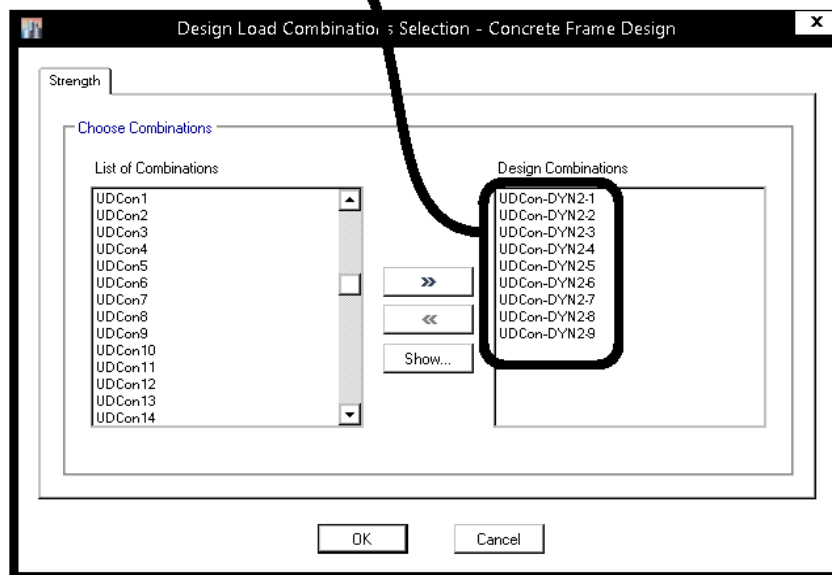 Design Load Combinations Selection - Concrete Frame Design
x
Strength
Choose Combinations
List of Combinations
UDCon1
UDCon2
UDCon3
UDCon4
UDCon5
UDCon6
UDCon7
UDCon8
UDCon9
UDCon10
UDCon11
UDCon12
UDCon13
UDCon14
>>
<<
Show...
Design Combinations
UDCon-DYN2-1
UDCon-DYN2-2
UDCon-DYN2-3
UDCon-DYN2-4
UDCon-DYN2-5
UDCon-DYN2-6
UDCon-DYN2-7
UDCon-DYN2-8
UDCon-DYN2-9
OK
Cancel